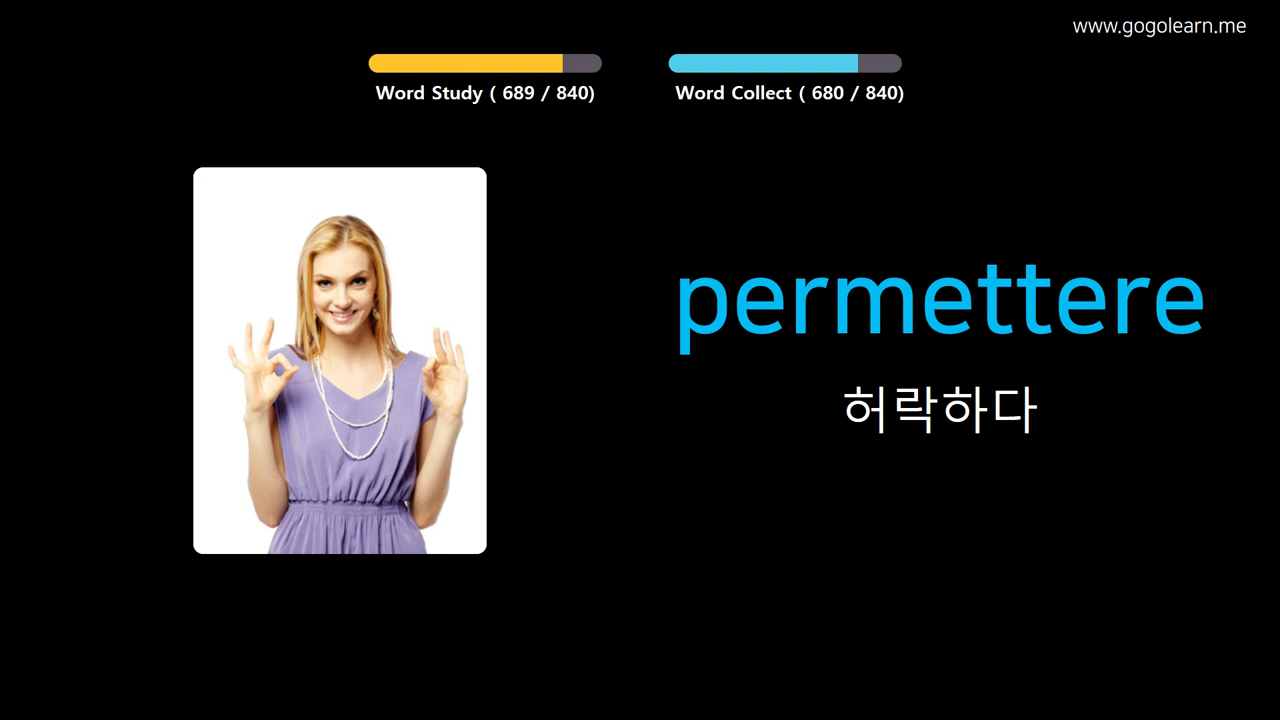 www.gogolearn.me
Word Study ( 689 / 840)
Word Collect ( 680 / 840)
permettere
허락하다